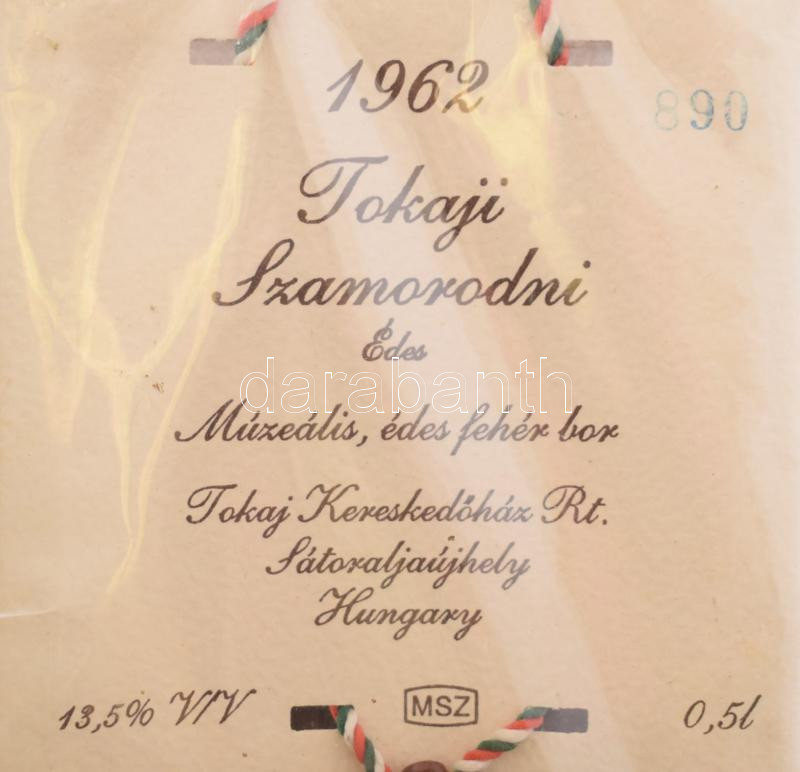 1962
890
Tokaji
Szamorodni
Édes
darabanth
Múzeális, édes fehér bor
Tokaj Kereskedőház Rt.
Sátoraljaújhely
Hungary
13,5% V/V
MSZ
0,5l